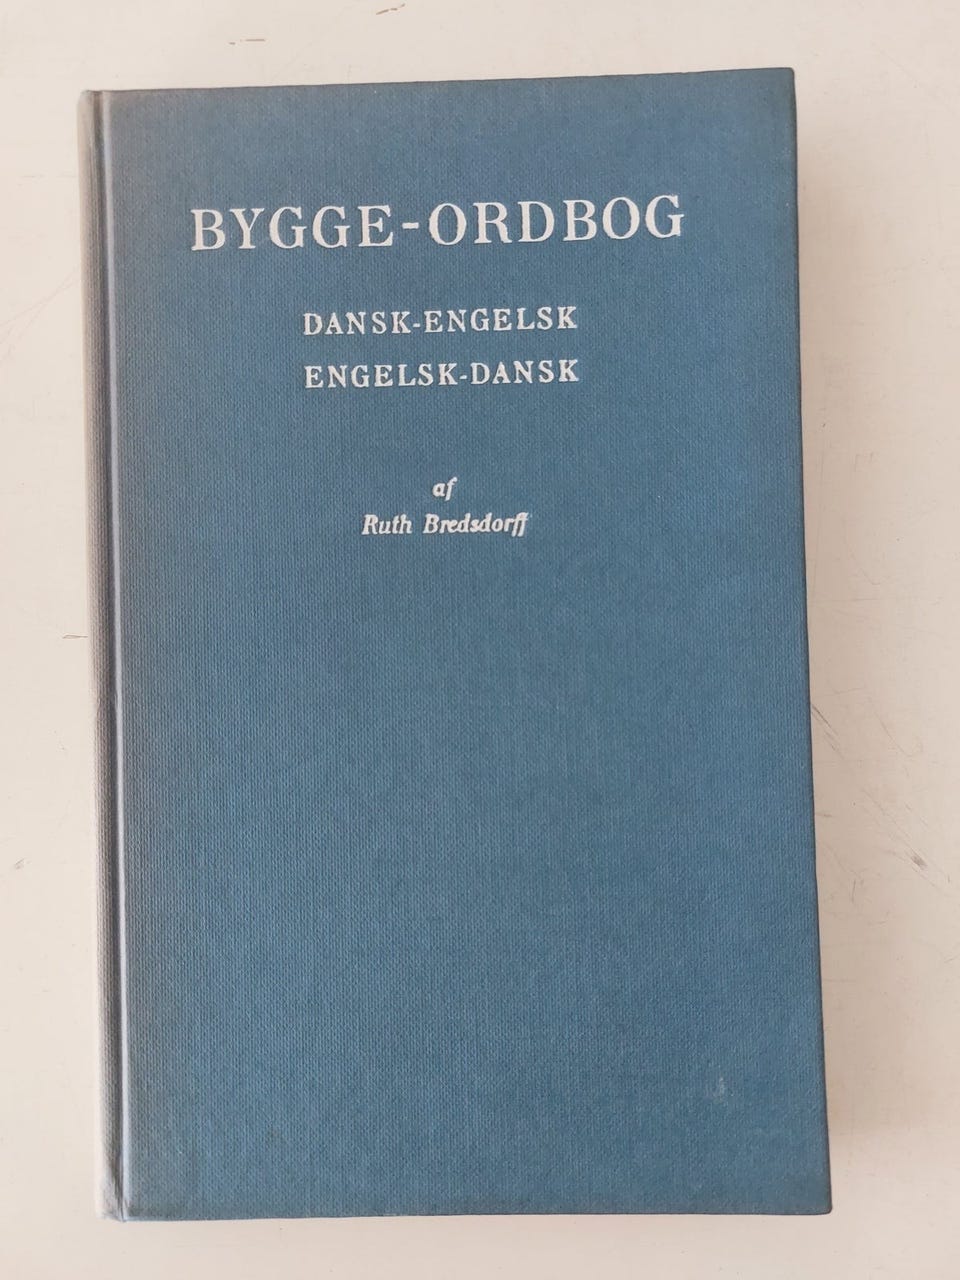 BYGGE-ORDBOG
DANSK-ENGELSK
ENGELSK-DANSK
af
Ruth Bredsdorff